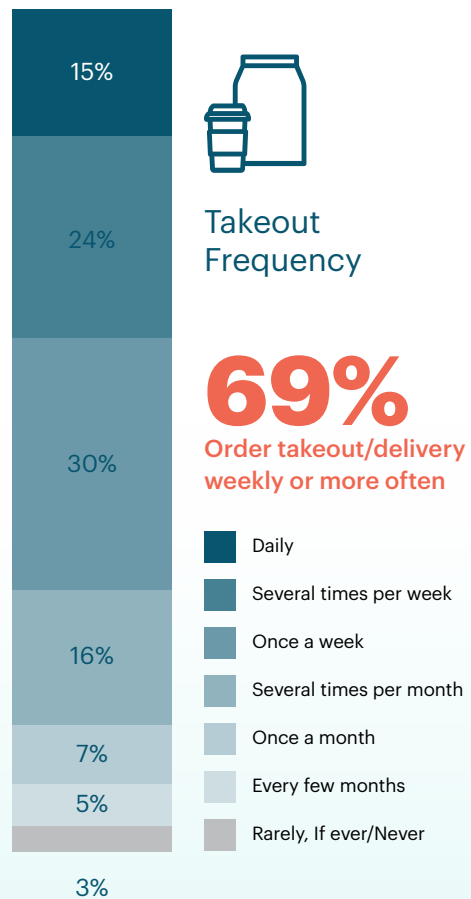 15%
24%
30%
16%
7%
5%
3%
Takeout
Frequency
69%
Order takeout/delivery
weekly or more often
Daily
Several times per week
Once a week
Several times per month
Once a month
Every few months
Rarely, If ever/Never